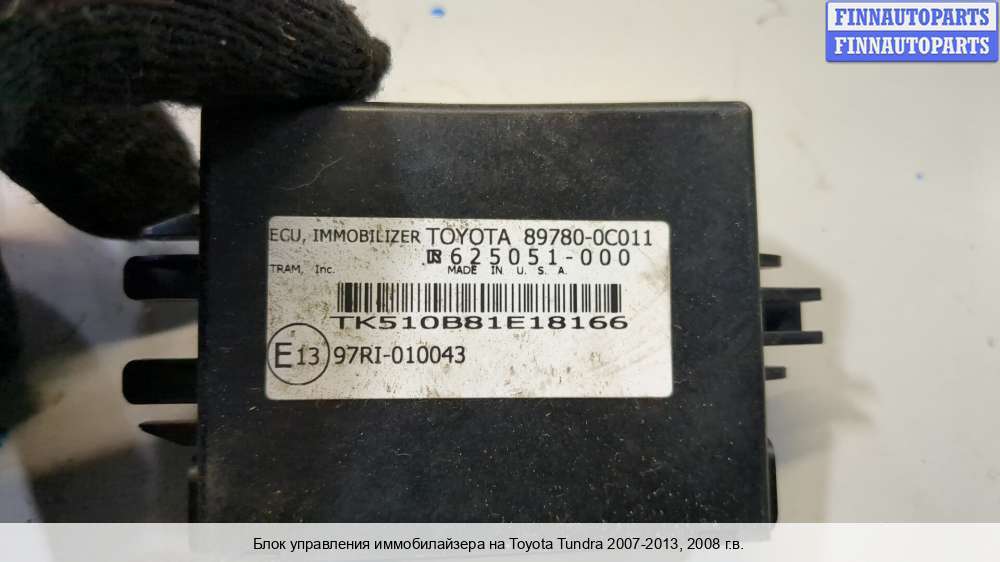 FINNAUTOPARTS
FINNAUTOPARTS
ECU, IMMOBILIZER TOYOTA 89780-0C011
625051-000
TRAM, Inc. MADE IN U. S. A.
TK510B81E18166
E13 97RI-010043
Блок управления иммобилайзера на Toyota Tundra 2007-2013, 2008 г.в.